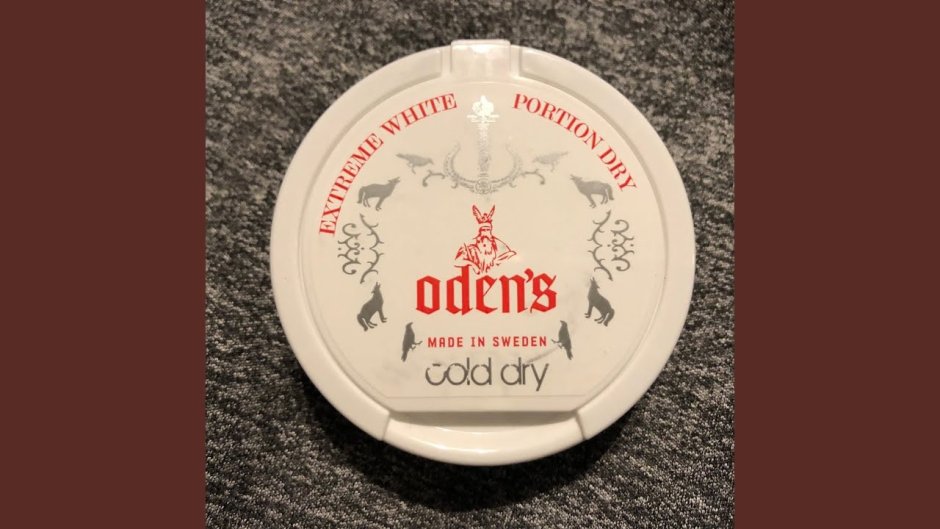 EXTREME WHITE PORTION DRY
oden's
MADE IN SWEDEN
cold dry